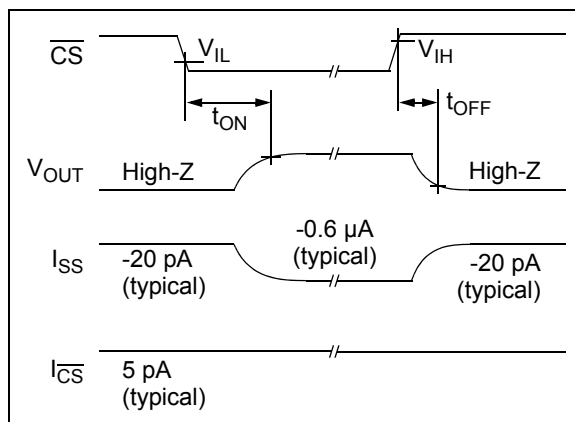 CS
V_IL
V_IH
t_ON
t_OFF
V_OUT
High-Z
High-Z
I_SS
-20 pA
(typical)
-0.6 µA
(typical)
-20 pA
(typical)
I_CS
5 pA
(typical)